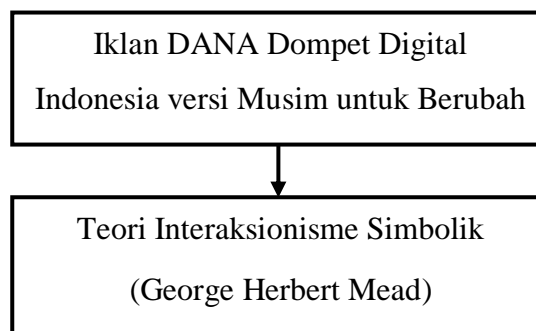 Iklan DANA Dompet Digital
Indonesia versi Musim untuk Berubah
Teori Interaksionisme Simbolik
(George Herbert Mead)